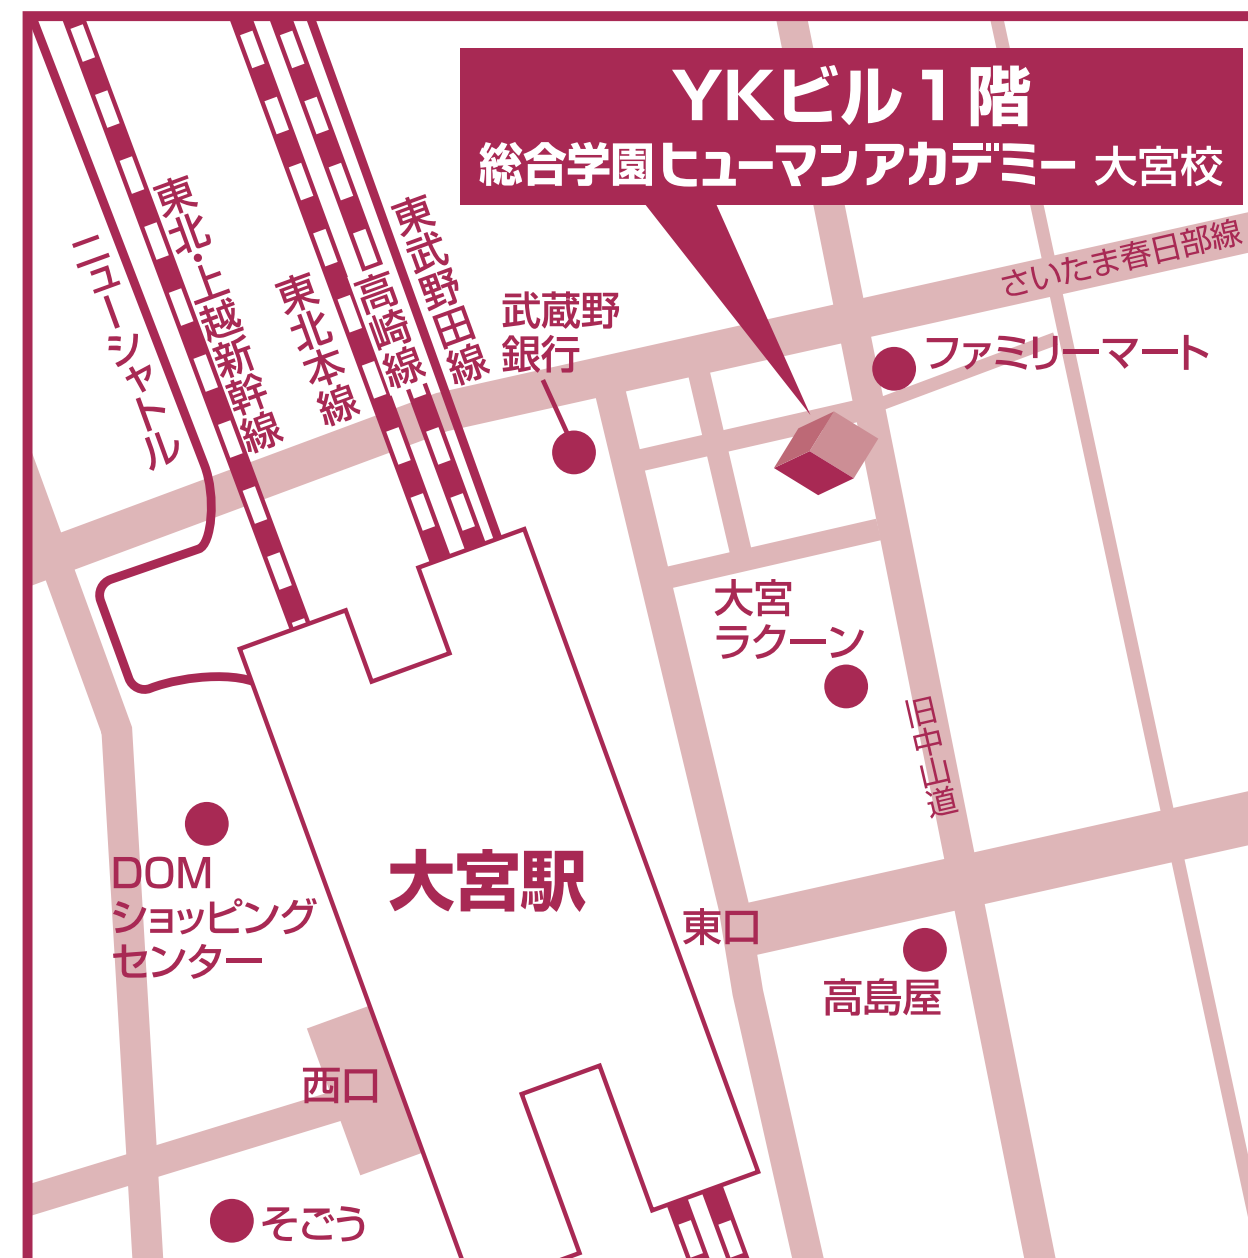 YKビル1階
総合学園ヒューマンアカデミー 大宮校
ニューシャトル
東北・上越新幹線
東北本線
高崎線
東武野田線
武蔵野
銀行
さいたま春日部線
ファミリーマート
大宮
ラクーン
旧中山道
DOM
ショッピング
センター
大宮駅
東口
高島屋
西口
そごう